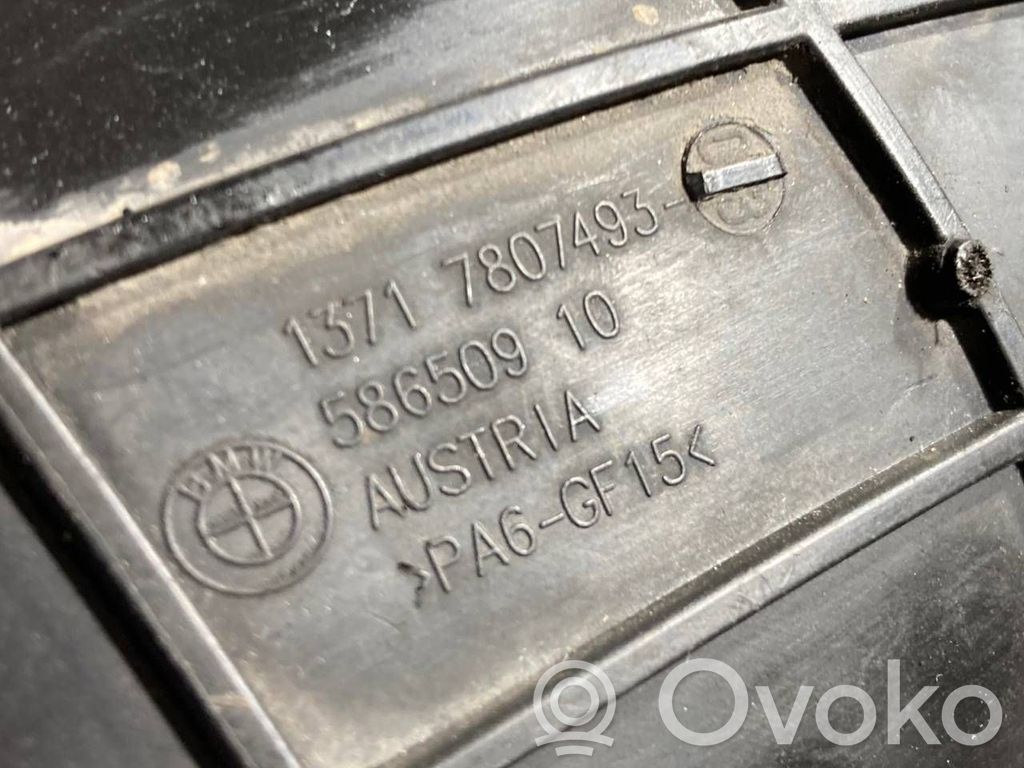 1371 7807493-
586509 10
AUSTRIA
>PA6-GF15<
BMW
Ovoko